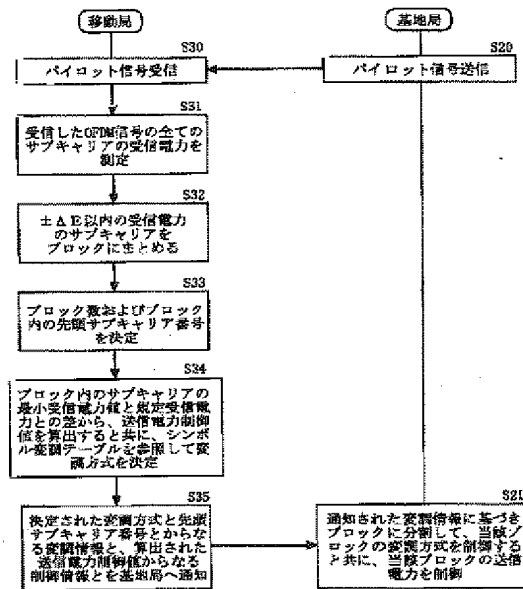 移動局
基地局
S30
パイロット信号受信
S20
パイロット信号送信
S31
受信したOFDM信号の全ての
サブキャリアの受信電力を
測定
S32
±ΔE以内の受信電力
のサブキャリアを
ブロックにまとめる
S33
ブロック数およびブロック
内の先頭サブキャリア番号
を決定
S34
ブロック内のサブキャリアの
最小受信電力値と規定受信電
力との差から、送信電力制御
値を算出すると共に、シンボ
ル変調テーブルを参照して変
調方式を決定
S35
決定された変調方式と先頭
サブキャリア番号とからな
る変調情報と、算出された
送信電力制御値からなる
制御情報とを基地局へ通知
S21
通知された変調情報に基づき
ブロックに分割して、当該ブ
ロックの変調方式を制御する
と共に、当該ブロックの送信
電力を制御